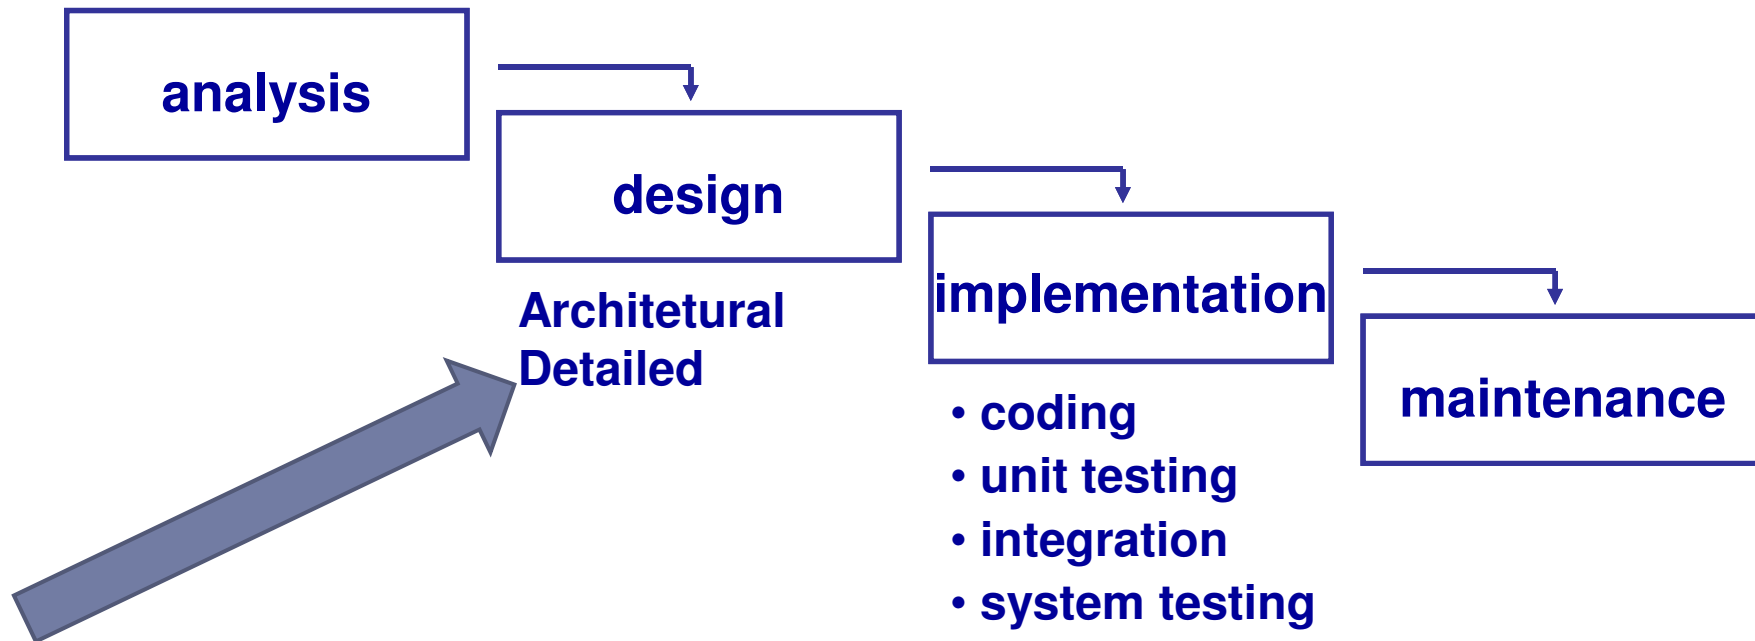 analysis
design
Architetural
Detailed
implementation
• coding
• unit testing
• integration
• system testing
maintenance